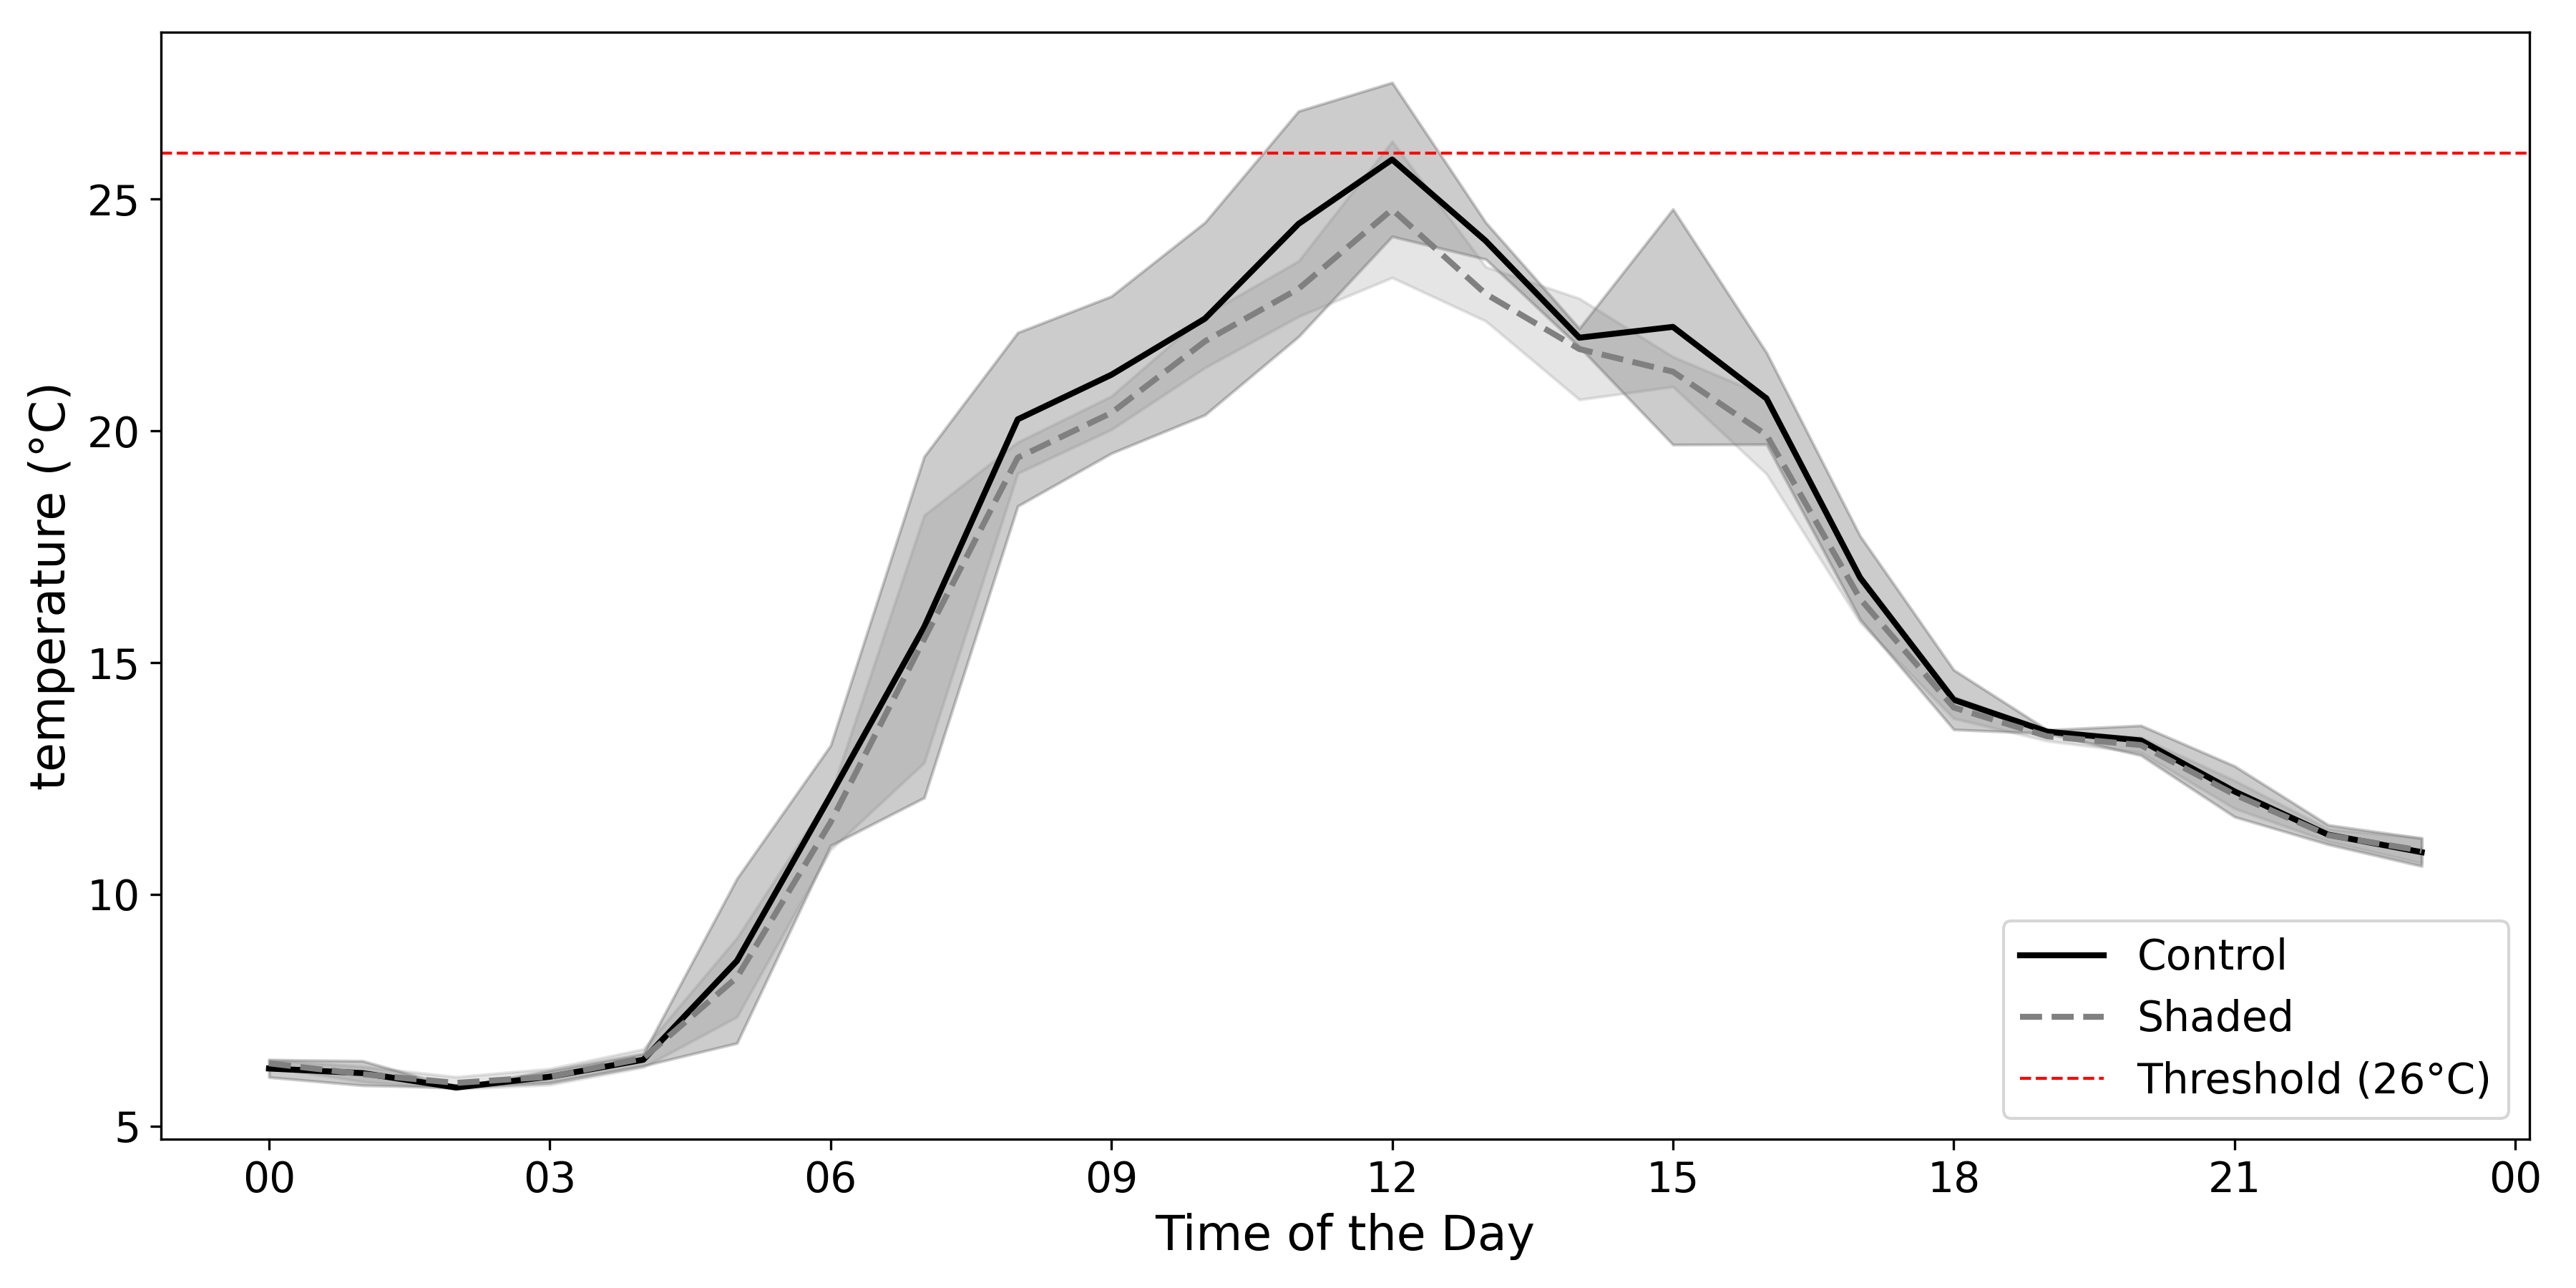 temperature (°C)
25
20
15
10
5
00 03 06 09 12 15 18 21 00
Time of the Day
Control
Shaded
Threshold (26°C)